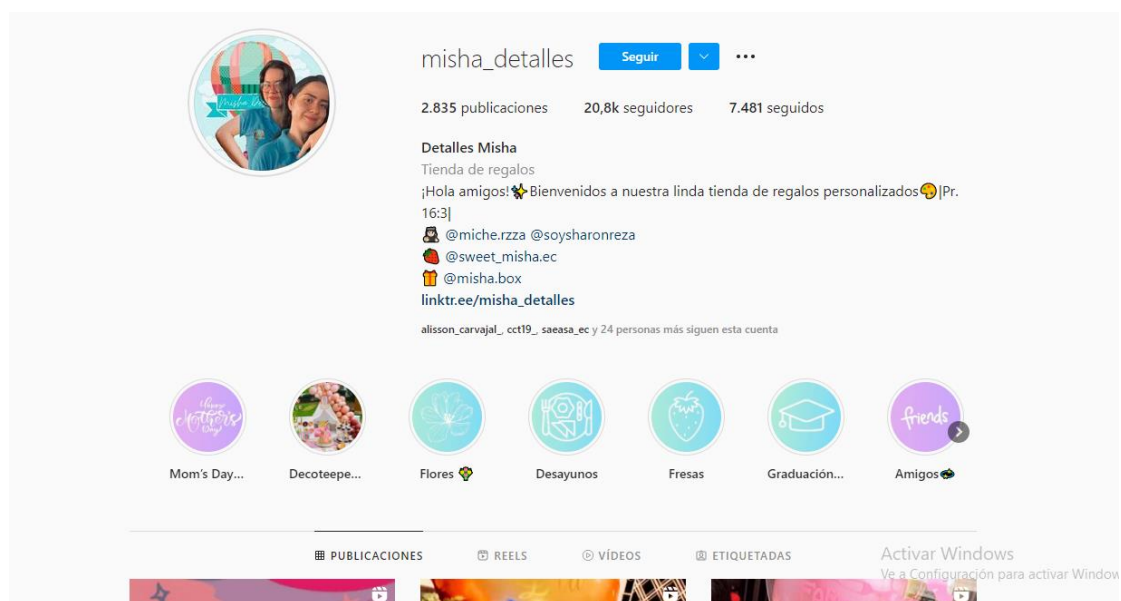 misha_detalles Seguir
2.835 publicaciones 20,8k seguidores 7.481 seguidos
Detalles Misha
Tienda de regalos
¡Hola amigos!✨Bienvenidos a nuestra linda tienda de regalos personalizados🎨|Pr.
16:3|
@miche.rzza @soysharonreza
🍓 @sweet_misha.ec
🎁 @misha.box
linktr.ee/misha_detalles
alisson_carvajal_, cct19_, saeasa_ec y 24 personas más siguen esta cuenta
Happy Mother's Day! friends
Mom's Day... Decoteepe... Flores 💐 Desayunos Fresas Graduación... Amigos
PUBLICACIONES REELS VÍDEOS ETIQUETADAS
Activar Windows
Ve a Configuración para activar Window